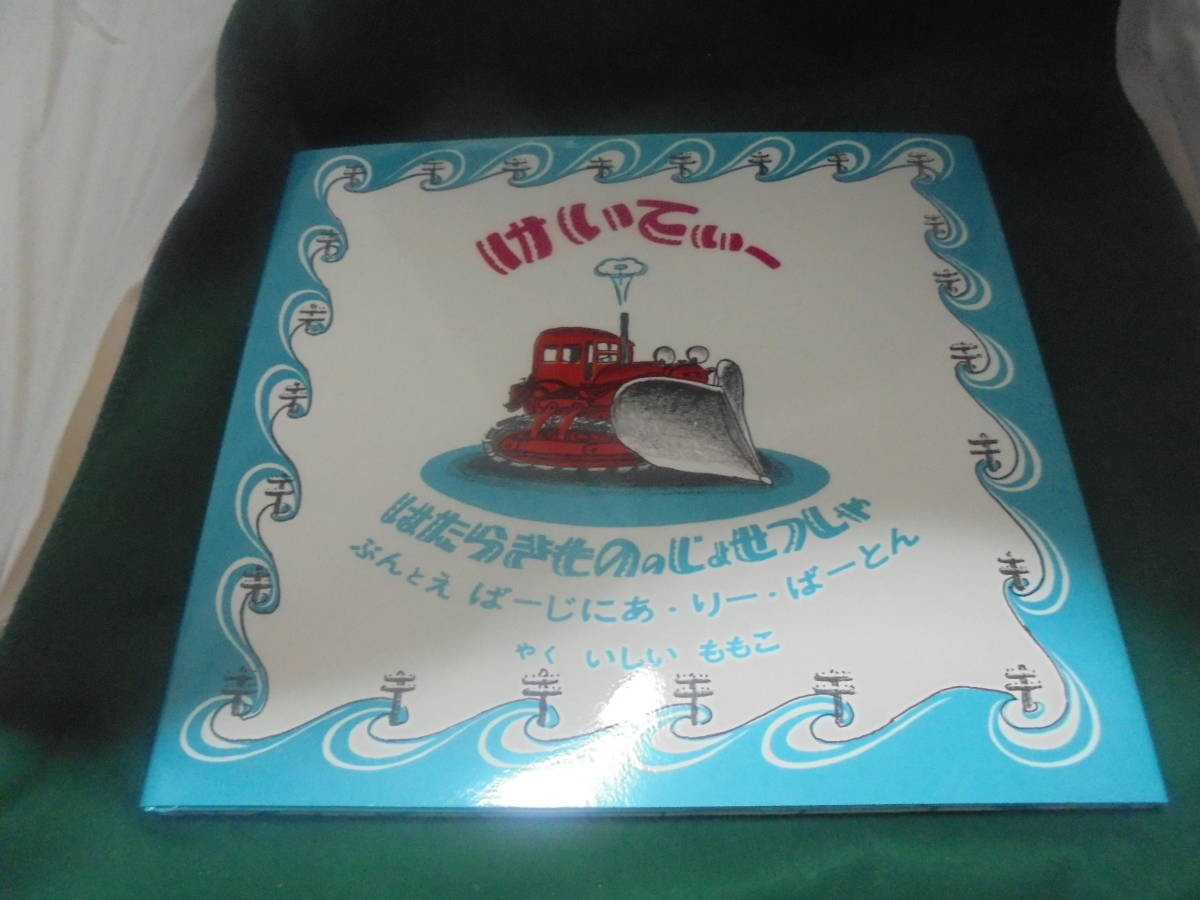 けいてぃー
はたらきもののじょせつしゃ
ぶんとえ ばーじにあ・りー・ばーとん
やく いしい ももこ